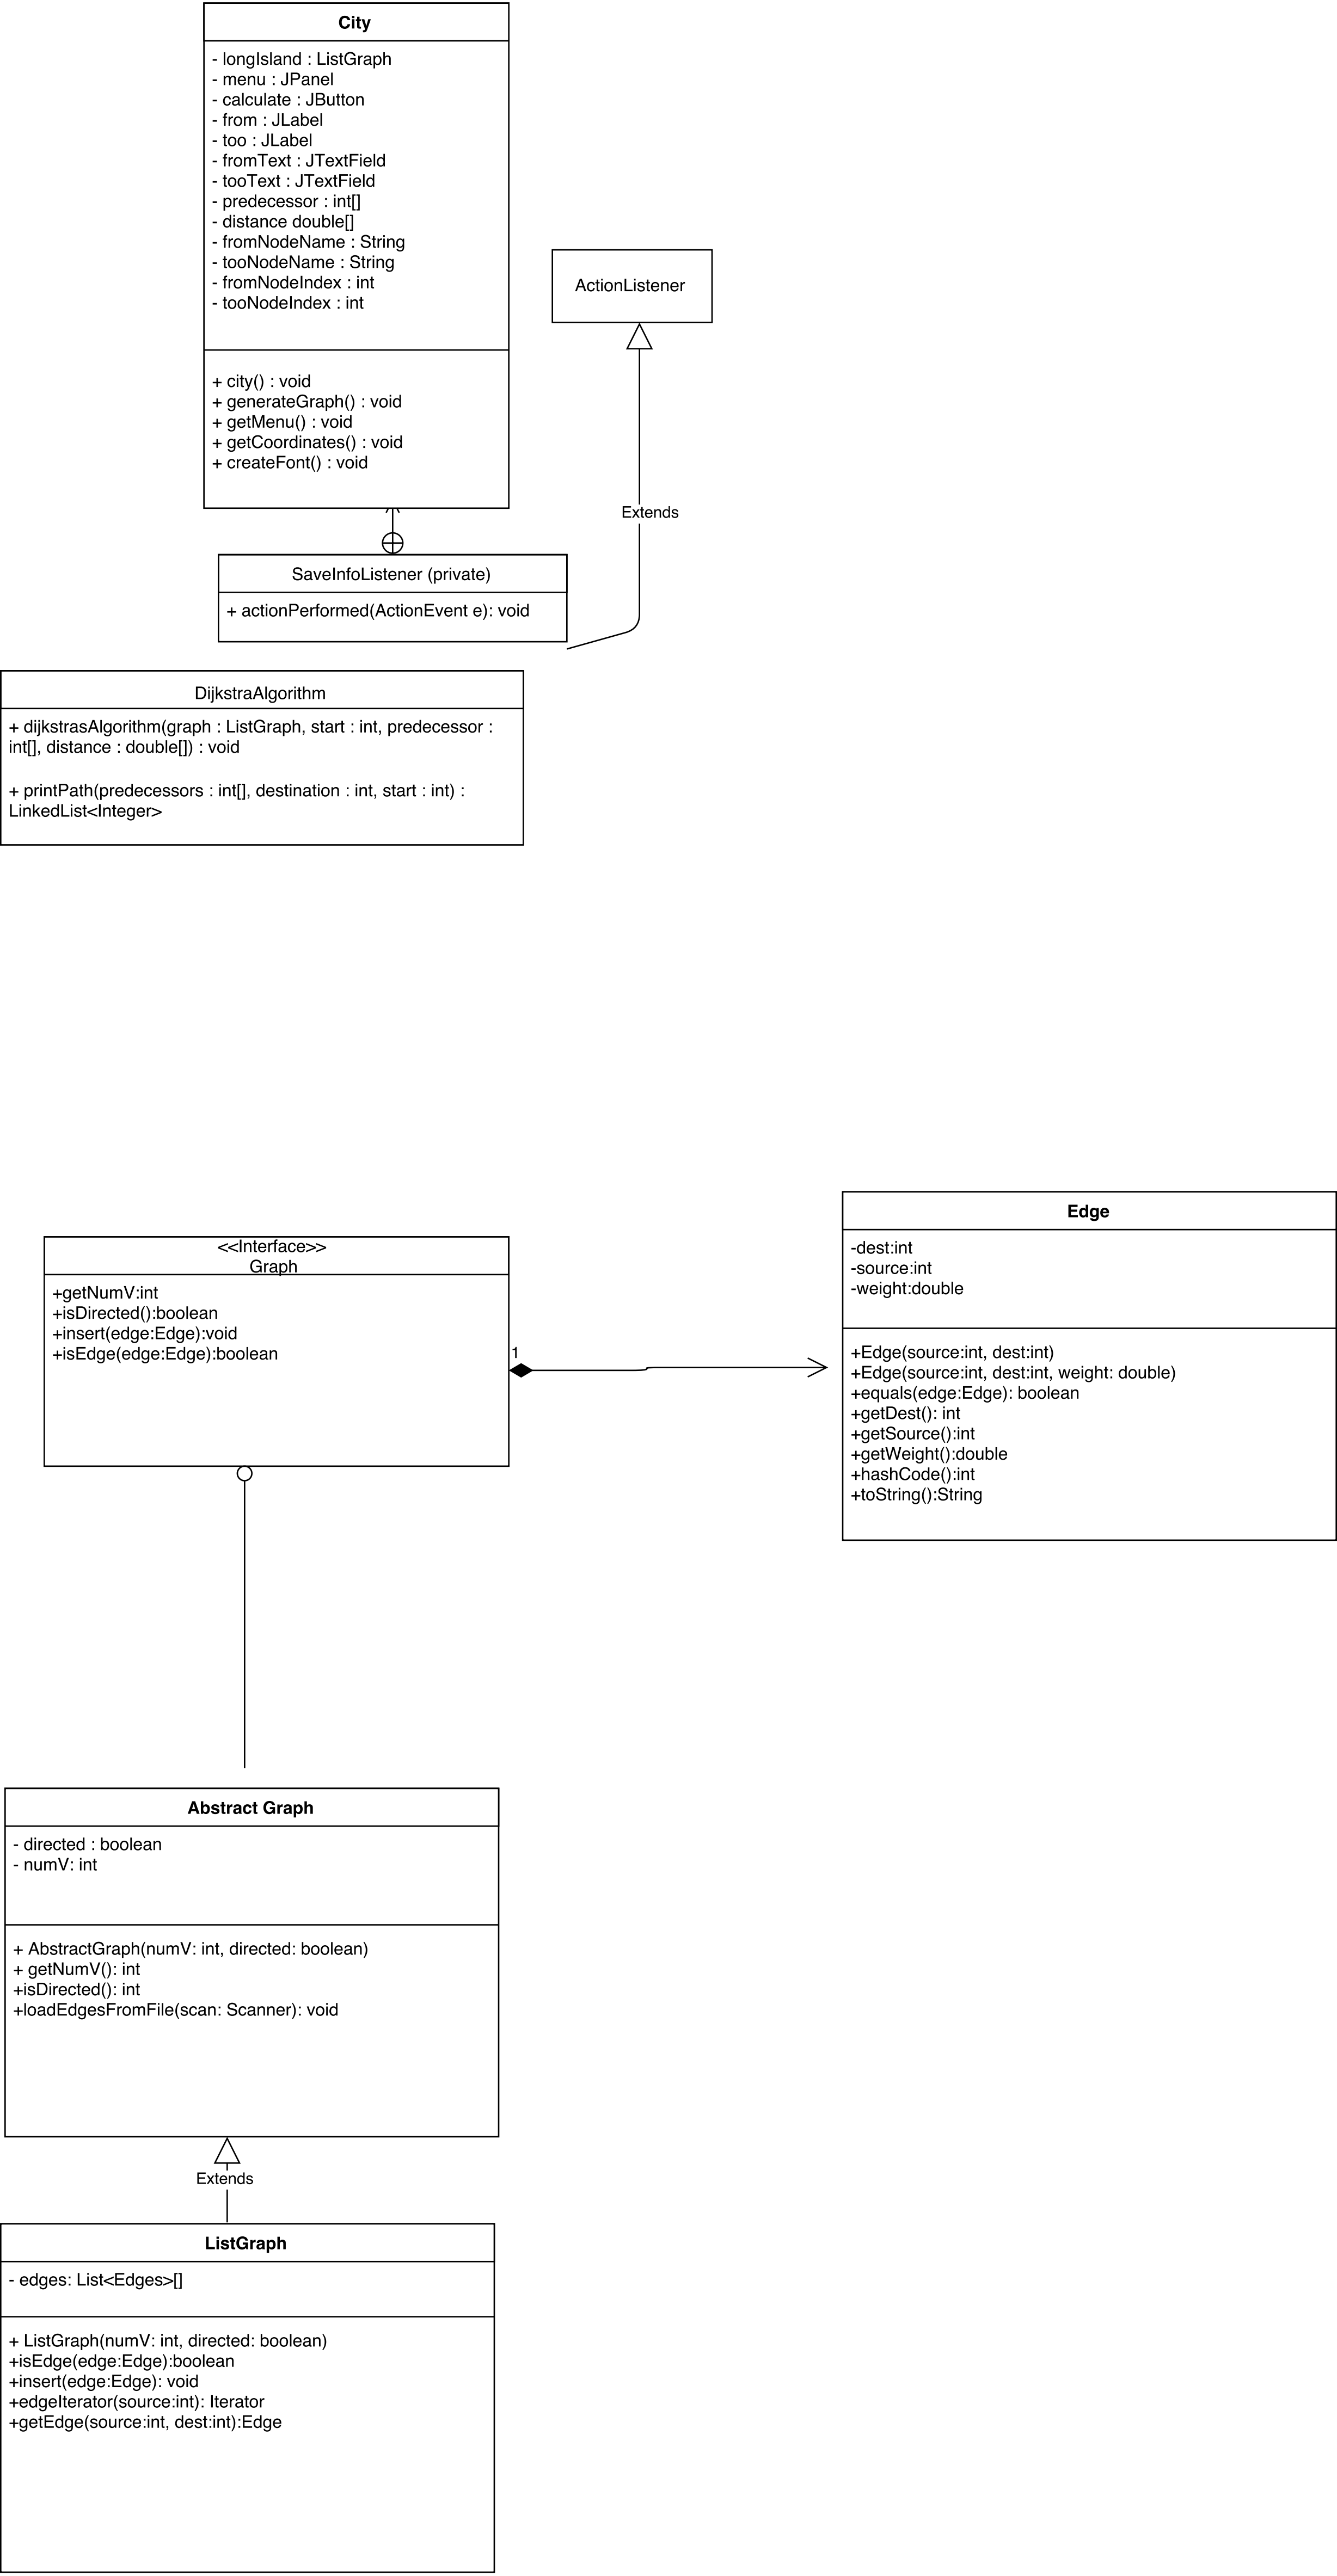 City
- longIsland : ListGraph
- menu : JPanel
- calculate : JButton
- from : JLabel
- too : JLabel
- fromText : JTextField
- tooText : JTextField
- predecessor : int[]
- distance double[]
- fromNodeName : String
- tooNodeName : String
- fromNodeIndex : int
- tooNodeIndex : int
+ city() : void
+ generateGraph() : void
+ getMenu() : void
+ getCoordinates() : void
+ createFont() : void
ActionListener
Extends
SaveInfoListener (private)
+ actionPerformed(ActionEvent e): void
DijkstraAlgorithm
+ dijkstrasAlgorithm(graph : ListGraph, start : int, predecessor :
int[], distance : double[]) : void
+ printPath(predecessors : int[], destination : int, start : int) :
LinkedList<Integer>
<<Interface>>
Graph
+getNumV:int
+isDirected():boolean
+insert(edge:Edge):void
+isEdge(edge:Edge):boolean
1
Edge
-dest:int
-source:int
-weight:double
+Edge(source:int, dest:int)
+Edge(source:int, dest:int, weight: double)
+equals(edge:Edge): boolean
+getDest(): int
+getSource():int
+getWeight():double
+hashCode():int
+toString():String
Abstract Graph
- directed : boolean
- numV: int
+ AbstractGraph(numV: int, directed: boolean)
+ getNumV(): int
+isDirected(): int
+loadEdgesFromFile(scan: Scanner): void
Extends
ListGraph
- edges: List<Edges>[]
+ ListGraph(numV: int, directed: boolean)
+isEdge(edge:Edge):boolean
+insert(edge:Edge): void
+edgeIterator(source:int): Iterator
+getEdge(source:int, dest:int):Edge